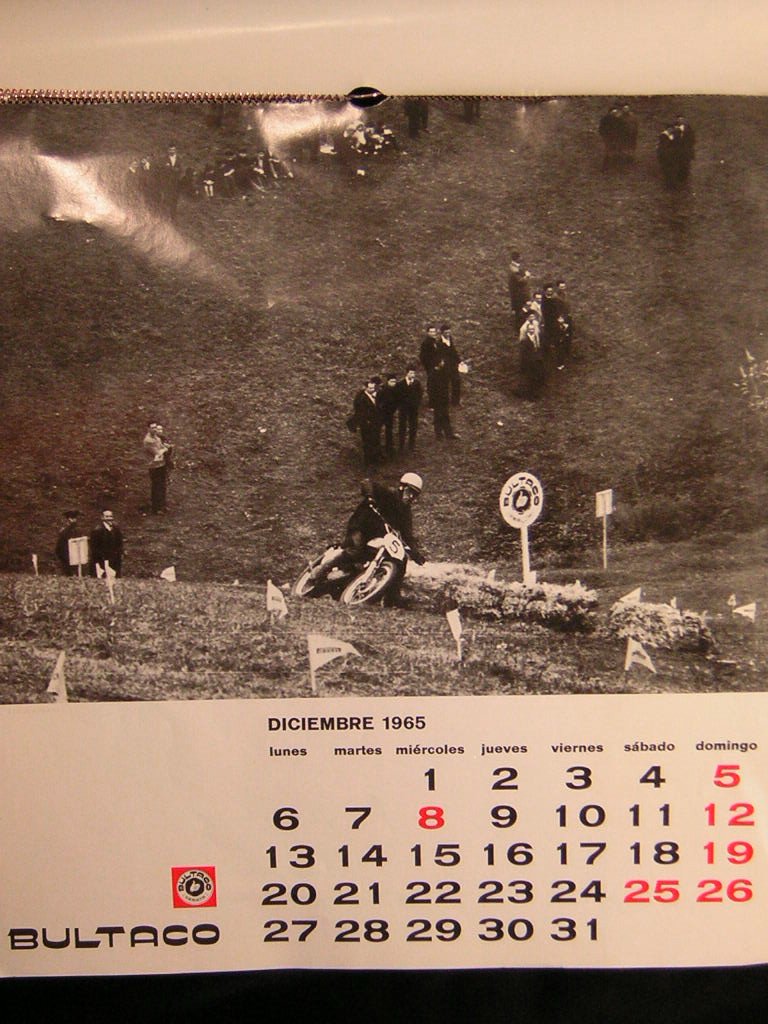 BULTACO
S
DICIEMBRE 1965
lunes martes miércoles jueves viernes sábado domingo
1 2 3 4 5
6 7 8 9 10 11 12
13 14 15 16 17 18 19
20 21 22 23 24 25 26
27 28 29 30 31
BULTACO
BULTACO